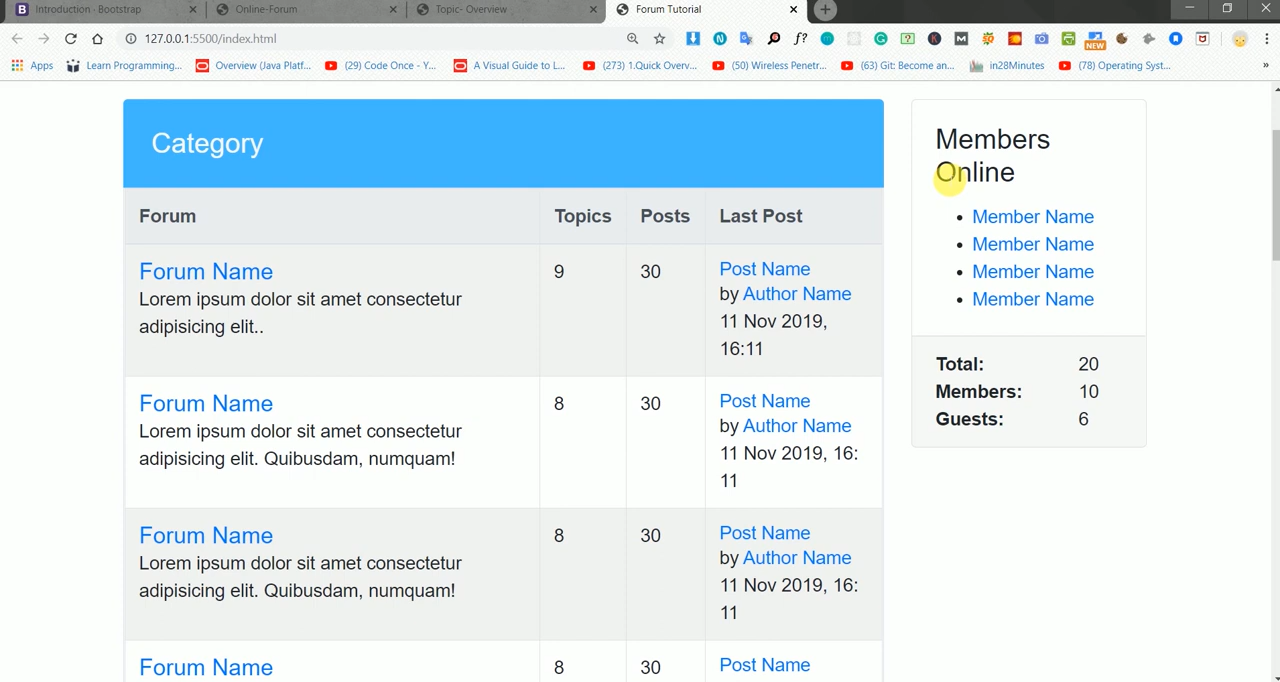 Introduction · Bootstrap
Online-Forum
Topic- Overview
Forum Tutorial
127.0.0.1:5500/index.html
f?
NEW
Apps
Learn Programming...
Overview (Java Platf...
(29) Code Once - Y...
A Visual Guide to L...
(273) 1.Quick Overv...
(50) Wireless Penetr...
(63) Git: Become an...
in28Minutes
(78) Operating Syst...
»
Category
Forum Topics Posts Last Post
Forum Name
Lorem ipsum dolor sit amet consectetur
adipisicing elit..
9
30
Post Name
by Author Name
11 Nov 2019,
16:11
Forum Name
Lorem ipsum dolor sit amet consectetur
adipisicing elit. Quibusdam, numquam!
8
30
Post Name
by Author Name
11 Nov 2019, 16:
11
Forum Name
Lorem ipsum dolor sit amet consectetur
adipisicing elit. Quibusdam, numquam!
8
30
Post Name
by Author Name
11 Nov 2019, 16:
11
Forum Name
8
30
Post Name
Members
Online
Member Name
Member Name
Member Name
Member Name
Total: 20
Members: 10
Guests: 6